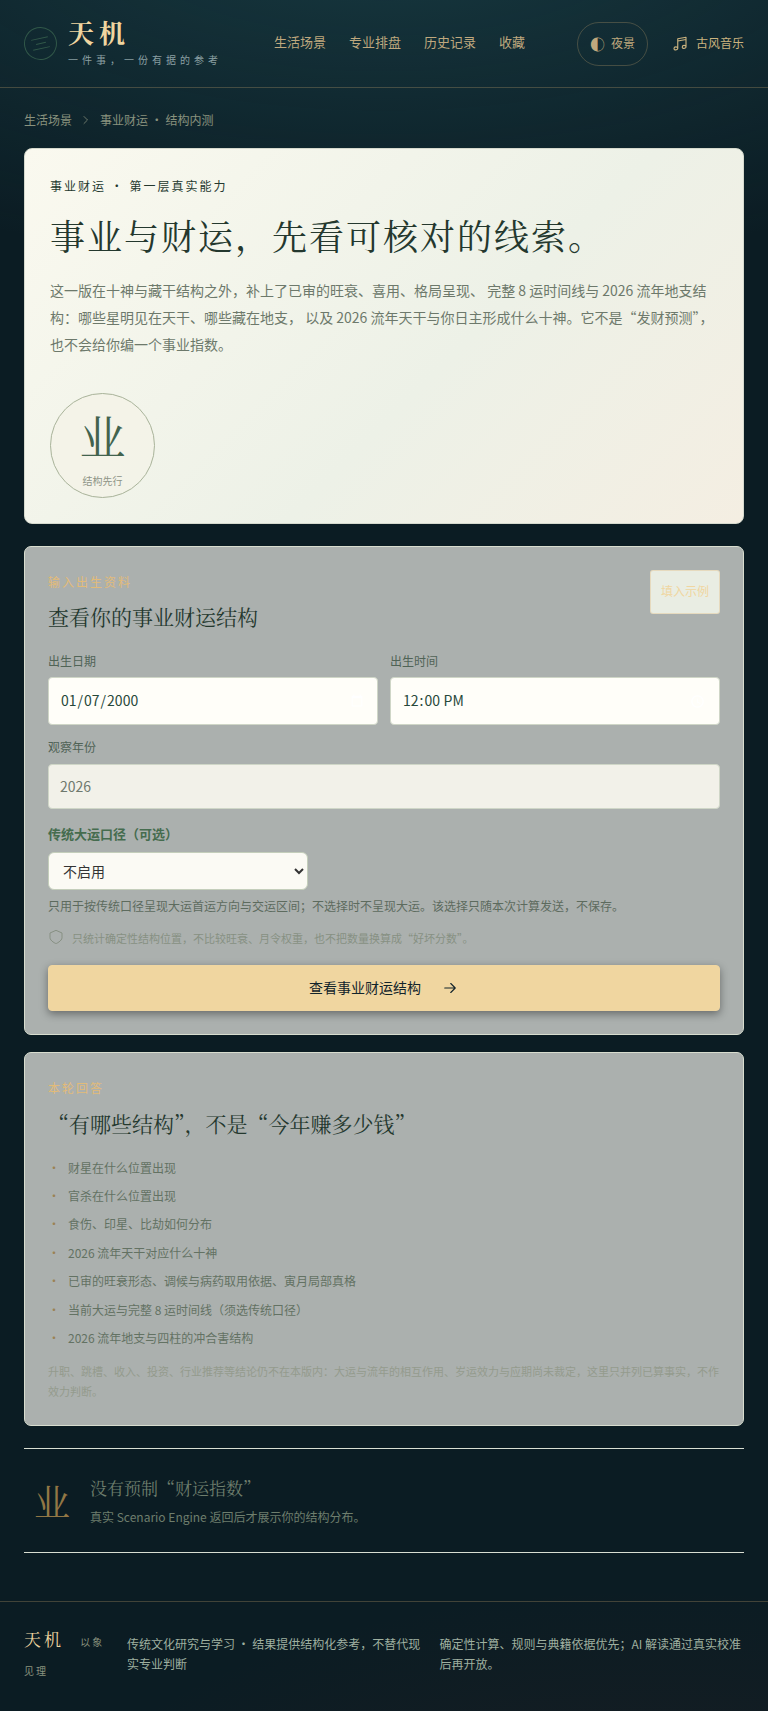 天机
一件事，一份有据的参考
生活场景
专业排盘
历史记录
收藏
夜景
古风音乐
生活场景
事业财运 · 结构内测
事业财运 · 第一层真实能力
事业与财运，先看可核对的线索。
这一版在十神与藏干结构之外，补上了已审的旺衰、喜用、格局呈现、 完整 8 运时间线与 2026 流年地支结
构：哪些星明见在天干、哪些藏在地支， 以及 2026 流年天干与你日主形成什么十神。它不是“发财预测”，
也不会给你编一个事业指数。
业
结构先行
输入出生资料
填入示例
查看你的事业财运结构
出生日期
出生时间
01/07/2000
12:00 PM
观察年份
2026
传统大运口径（可选）
不启用
只用于按传统口径呈现大运首运方向与交运区间；不选择时不呈现大运。该选择只随本次计算发送，不保存。
只统计确定性结构位置，不比较旺衰、月令权重，也不把数量换算成“好坏分数”。
查看事业财运结构
本轮回答
“有哪些结构”，不是“今年赚多少钱”
· 财星在什么位置出现
· 官杀在什么位置出现
· 食伤、印星、比劫如何分布
· 2026 流年天干对应什么十神
· 已审的旺衰形态、调候与病药取用依据、寅月局部真格
· 当前大运与完整 8 运时间线（须选传统口径）
· 2026 流年地支与四柱的冲合害结构
升职、跳槽、收入、投资、行业推荐等结论仍不在本版内：大运与流年的相互作用、岁运效力与应期尚未裁定，这里只并列已算事实，不作
效力判断。
业
没有预制“财运指数”
真实 Scenario Engine 返回后才展示你的结构分布。
天机
以象
见理
传统文化研究与学习 · 结果提供结构化参考，不替代现
实专业判断
确定性计算、规则与典籍依据优先；AI 解读通过真实校准
后再开放。